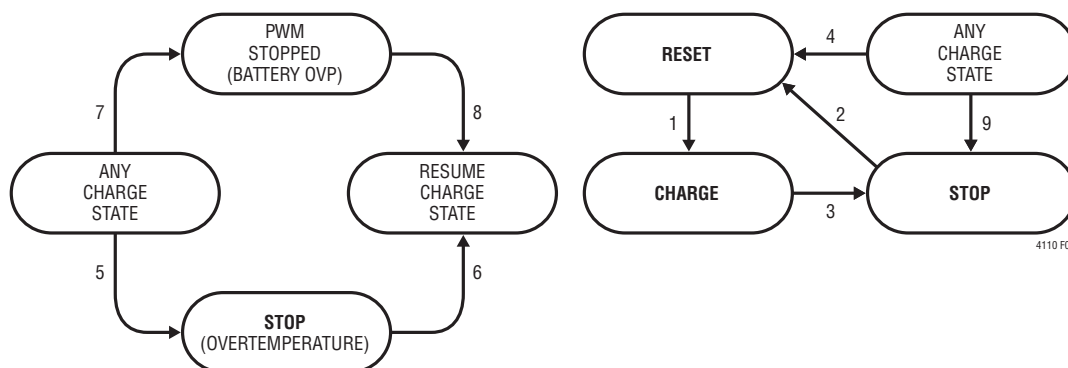 PWM
STOPPED
(BATTERY OVP)
7
8
ANY
CHARGE
STATE
RESUME
CHARGE
STATE
5
6
STOP
(OVERTEMPERATURE)
RESET
4
ANY
CHARGE
STATE
1
2
9
CHARGE
3
STOP